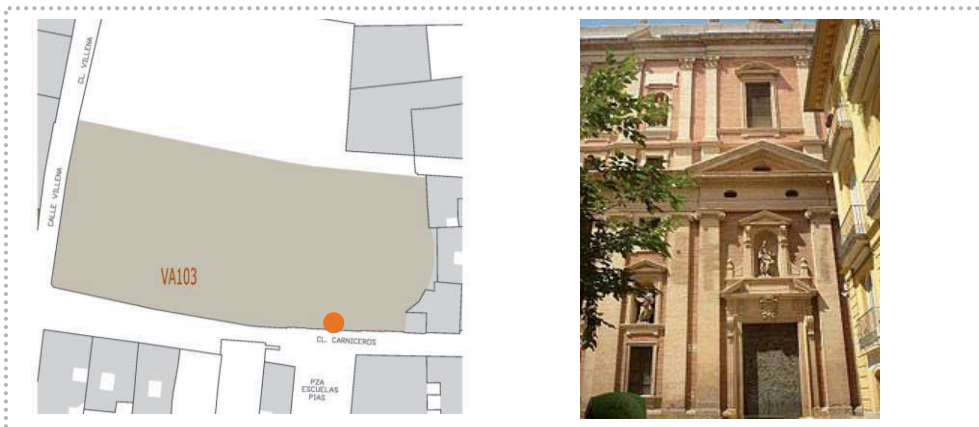 CL. VILLENA
CALLE VILLENA
VA103
CL. CARNICEROS
PZA
ESCUELAS
PIAS